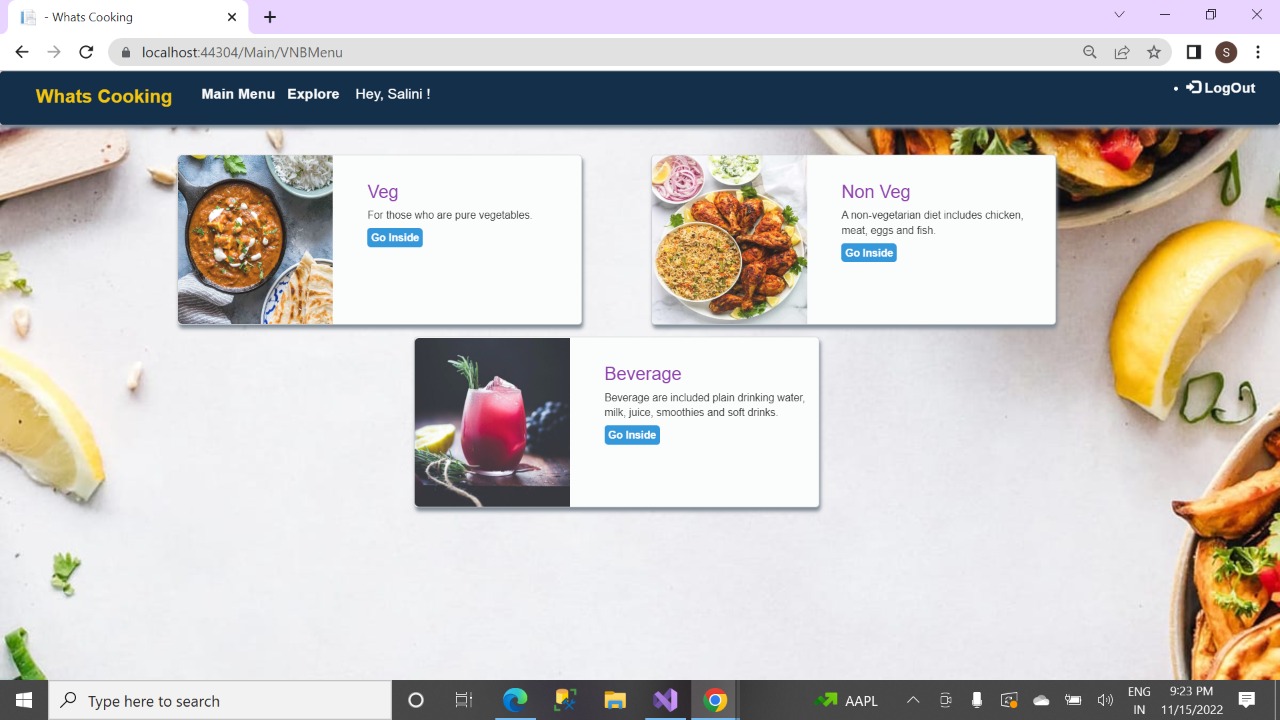 - Whats Cooking
localhost:44304/Main/VNBMenu
S
Whats Cooking Main Menu Explore Hey, Salini !
• LogOut
Veg
For those who are pure vegetables.
Go Inside
Non Veg
A non-vegetarian diet includes chicken,
meat, eggs and fish.
Go Inside
Beverage
Beverage are included plain drinking water,
milk, juice, smoothies and soft drinks.
Go Inside
Type here to search
AAPL
ENG
IN
9:23 PM
11/15/2022